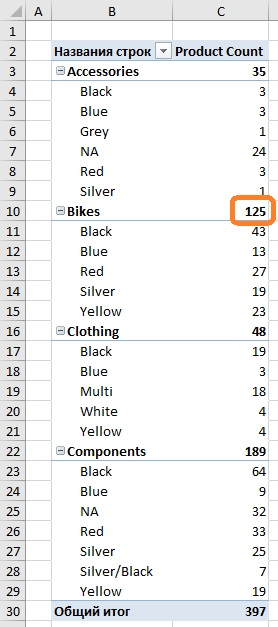 A B C
1
2 Названия строк Product Count
3 Accessories 35
4 Black 3
5 Blue 3
6 Grey 1
7 NA 24
8 Red 3
9 Silver 1
10 Bikes 125
11 Black 43
12 Blue 13
13 Red 27
14 Silver 19
15 Yellow 23
16 Clothing 48
17 Black 19
18 Blue 3
19 Multi 18
20 White 4
21 Yellow 4
22 Components 189
23 Black 64
24 Blue 9
25 NA 32
26 Red 33
27 Silver 25
28 Silver/Black 7
29 Yellow 19
30 Общий итог 397